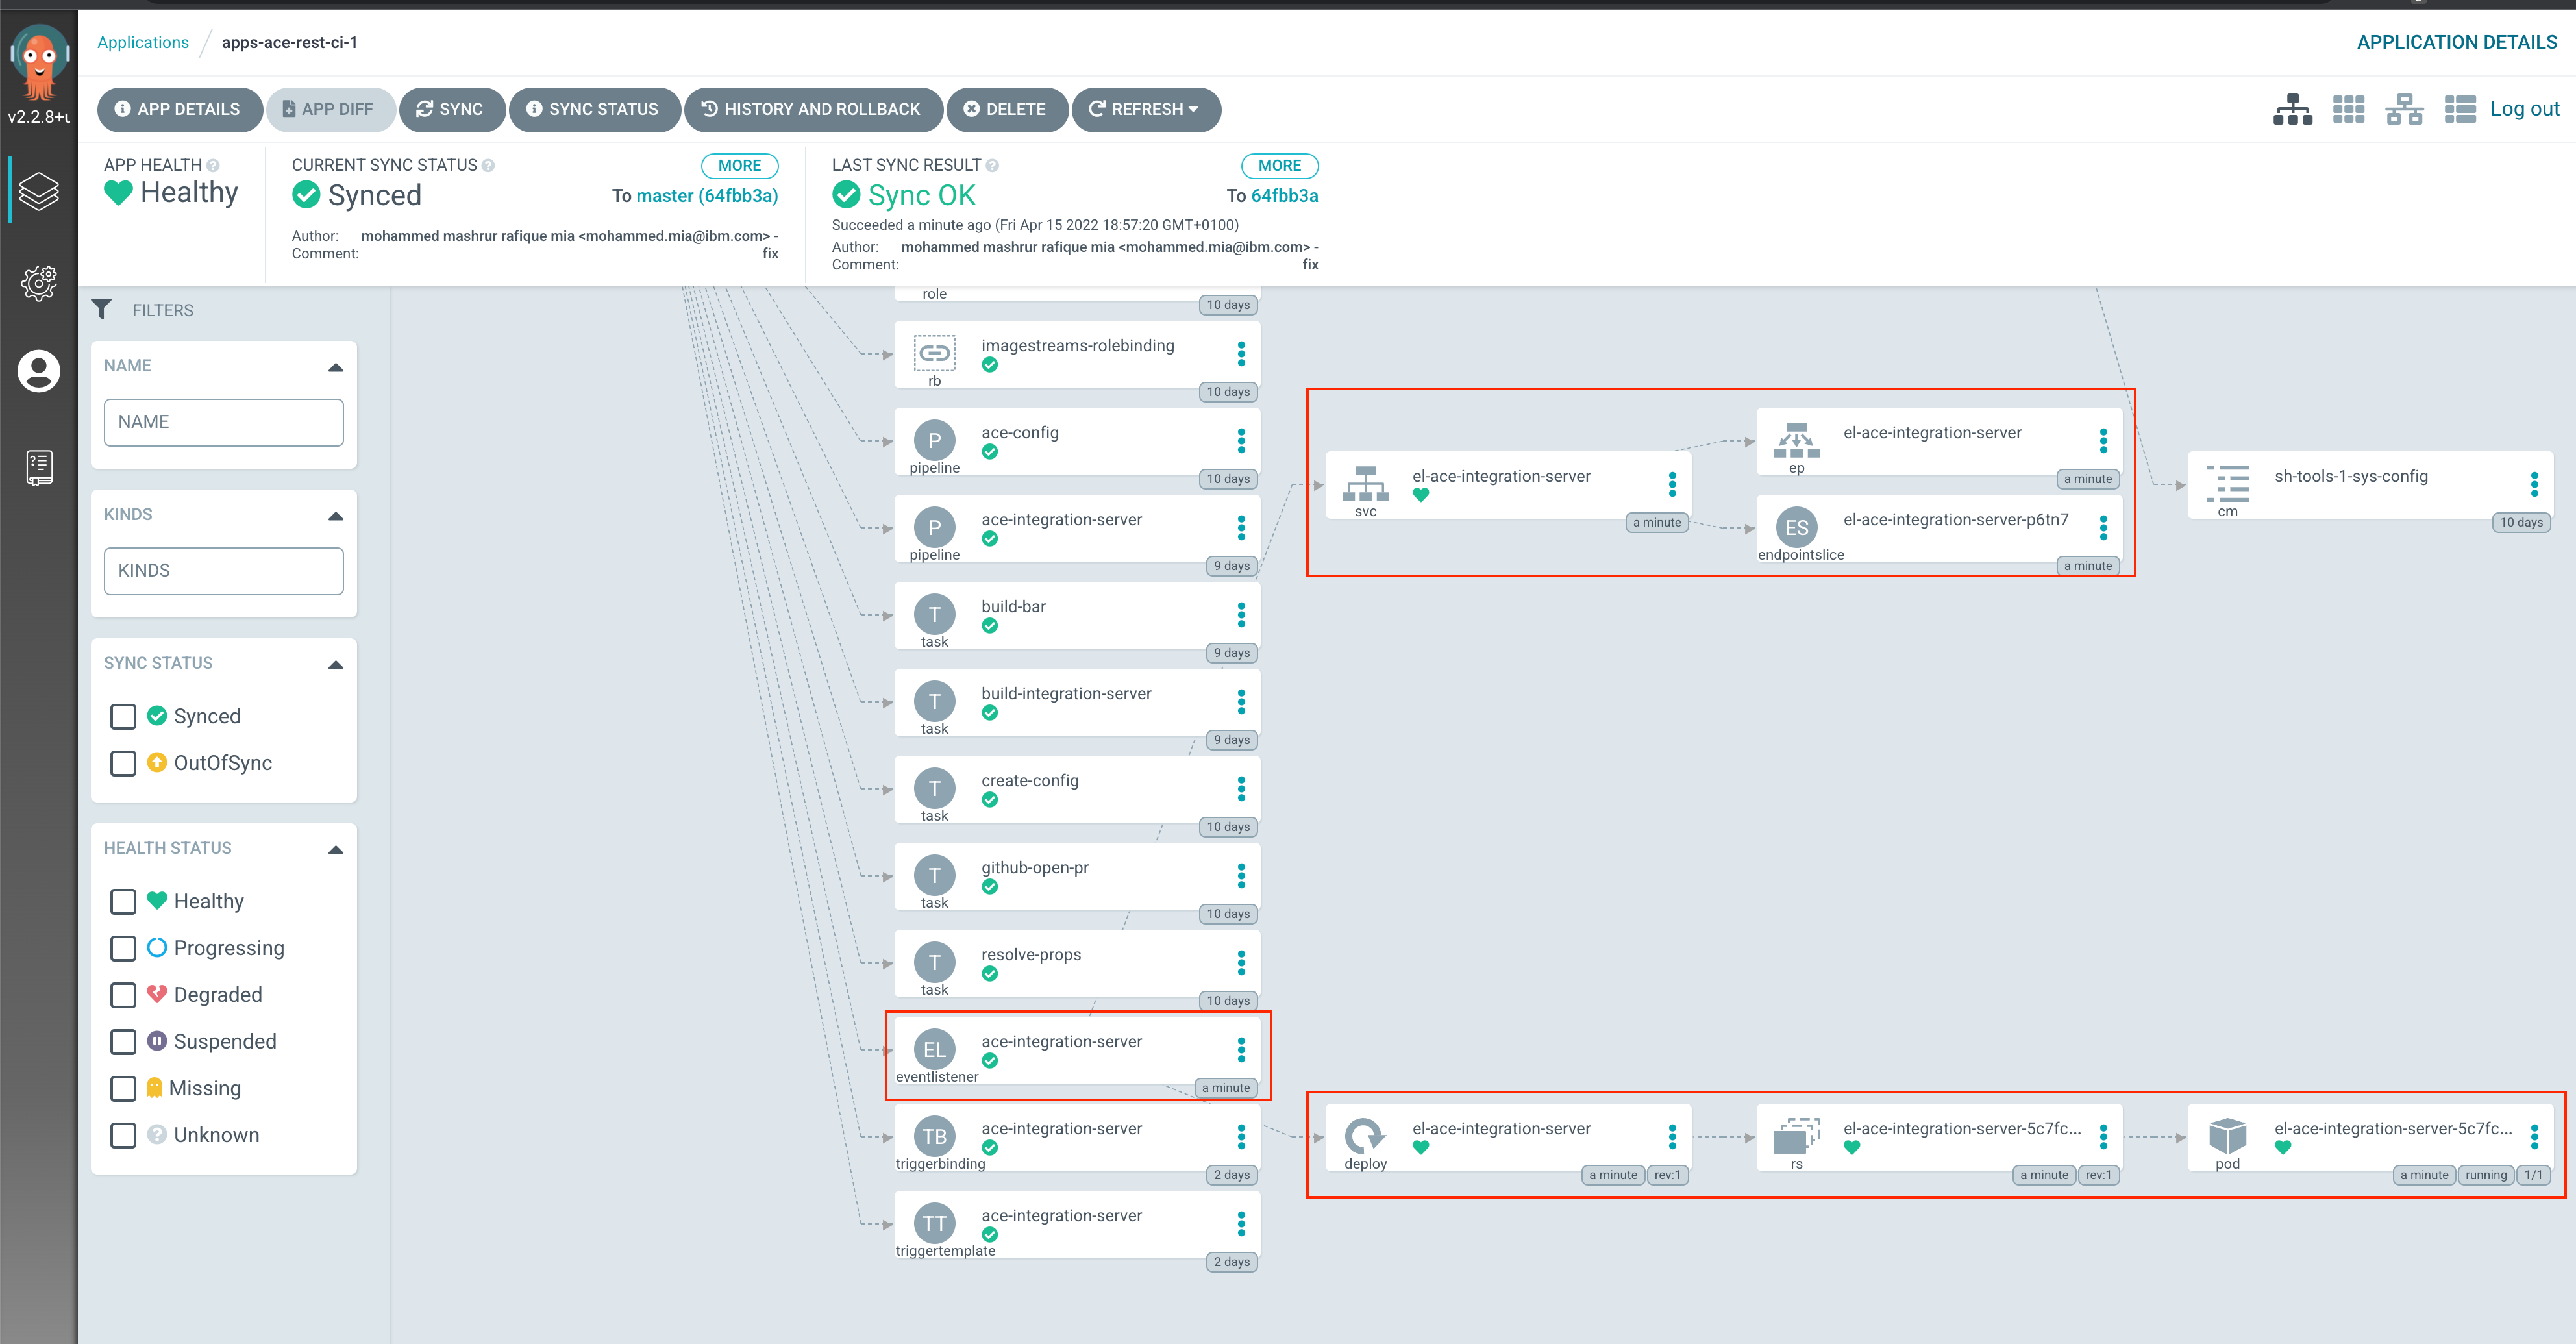 Applications / apps-ace-rest-ci-1
APPLICATION DETAILS
v2.2.8+u
APP DETAILS
APP DIFF
SYNC
SYNC STATUS
HISTORY AND ROLLBACK
DELETE
REFRESH
Log out
APP HEALTH
Healthy
CURRENT SYNC STATUS
MORE
Synced
To master (64fbb3a)
Author: mohammed mashrur rafique mia <mohammed.mia@ibm.com> -
Comment: fix
LAST SYNC RESULT
MORE
Sync OK
To 64fbb3a
Succeeded a minute ago (Fri Apr 15 2022 18:57:20 GMT+0100)
Author: mohammed mashrur rafique mia <mohammed.mia@ibm.com> -
Comment: fix
FILTERS
NAME
NAME
KINDS
KINDS
SYNC STATUS
Synced
OutOfSync
HEALTH STATUS
Healthy
Progressing
Degraded
Suspended
Missing
Unknown
role
10 days
imagestreams-rolebinding
rb
10 days
P
ace-config
pipeline
10 days
P
ace-integration-server
pipeline
9 days
T
build-bar
task
9 days
T
build-integration-server
task
9 days
T
create-config
task
10 days
T
github-open-pr
task
10 days
T
resolve-props
task
10 days
EL
ace-integration-server
eventlistener
a minute
TB
ace-integration-server
triggerbinding
2 days
TT
ace-integration-server
triggertemplate
2 days
el-ace-integration-server
svc
a minute
el-ace-integration-server
ep
a minute
ES
el-ace-integration-server-p6tn7
endpointslice
a minute
sh-tools-1-sys-config
cm
10 days
el-ace-integration-server
deploy
a minute
rev:1
el-ace-integration-server-5c7fc...
rs
a minute
rev:1
el-ace-integration-server-5c7fc...
pod
a minute
running
1/1